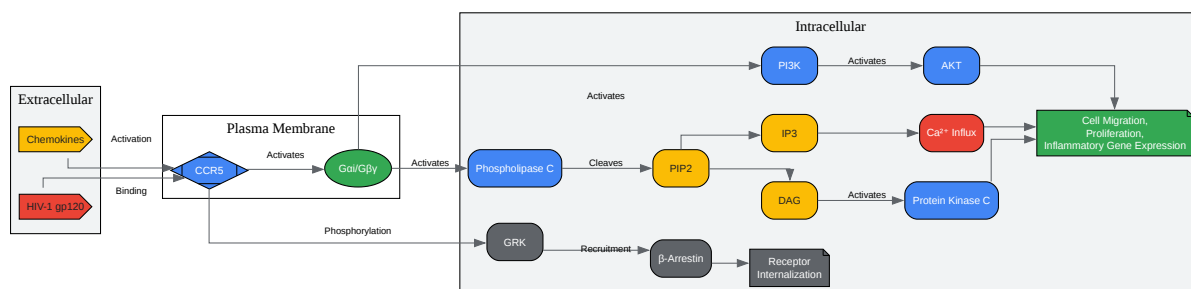 Intracellular
PI3K
Activates
AKT
Extracellular
Activates
Chemokines
Activation
Plasma Membrane
IP3
Ca²⁺ Influx
Cell Migration,
Proliferation,
Inflammatory Gene Expression
CCR5
Activates
Gαi/Gβγ
Activates
Phospholipase C
Cleaves
PIP2
Binding
HIV-1 gp120
DAG
Activates
Protein Kinase C
Phosphorylation
GRK
Recruitment
β-Arrestin
Receptor
Internalization